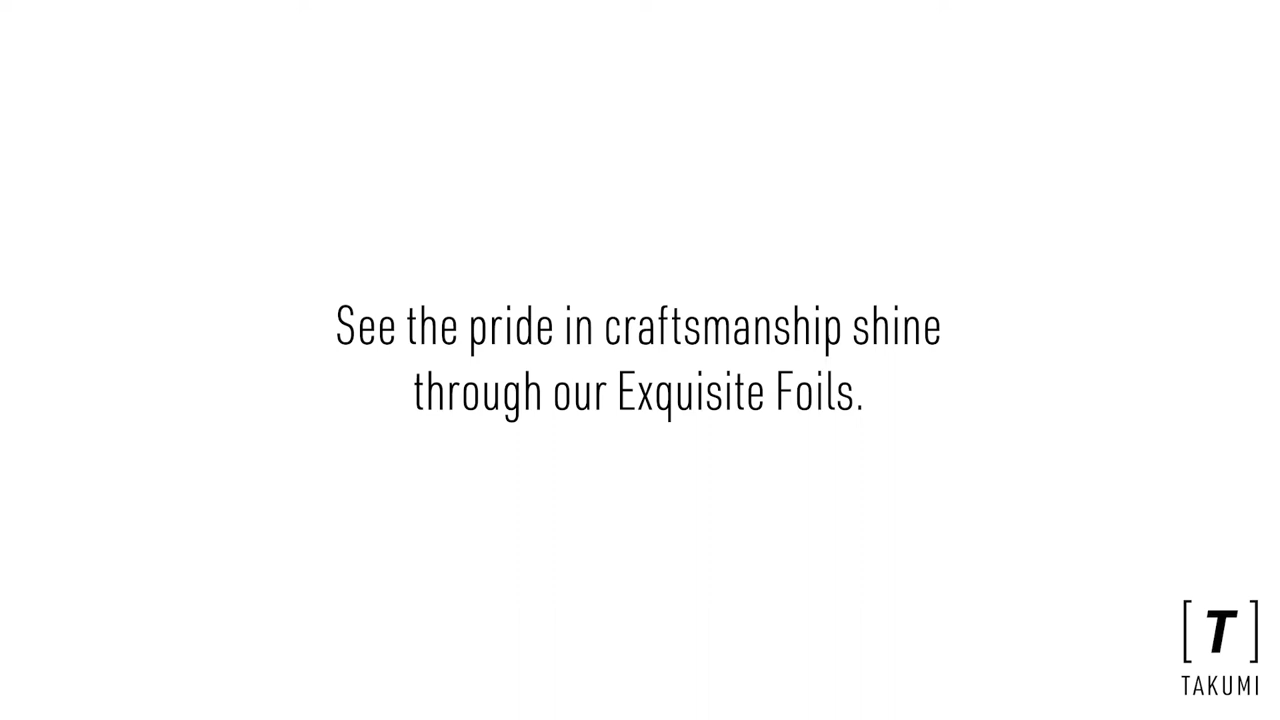 See the pride in craftsmanship shine
through our Exquisite Foils.
[T]
TAKUMI